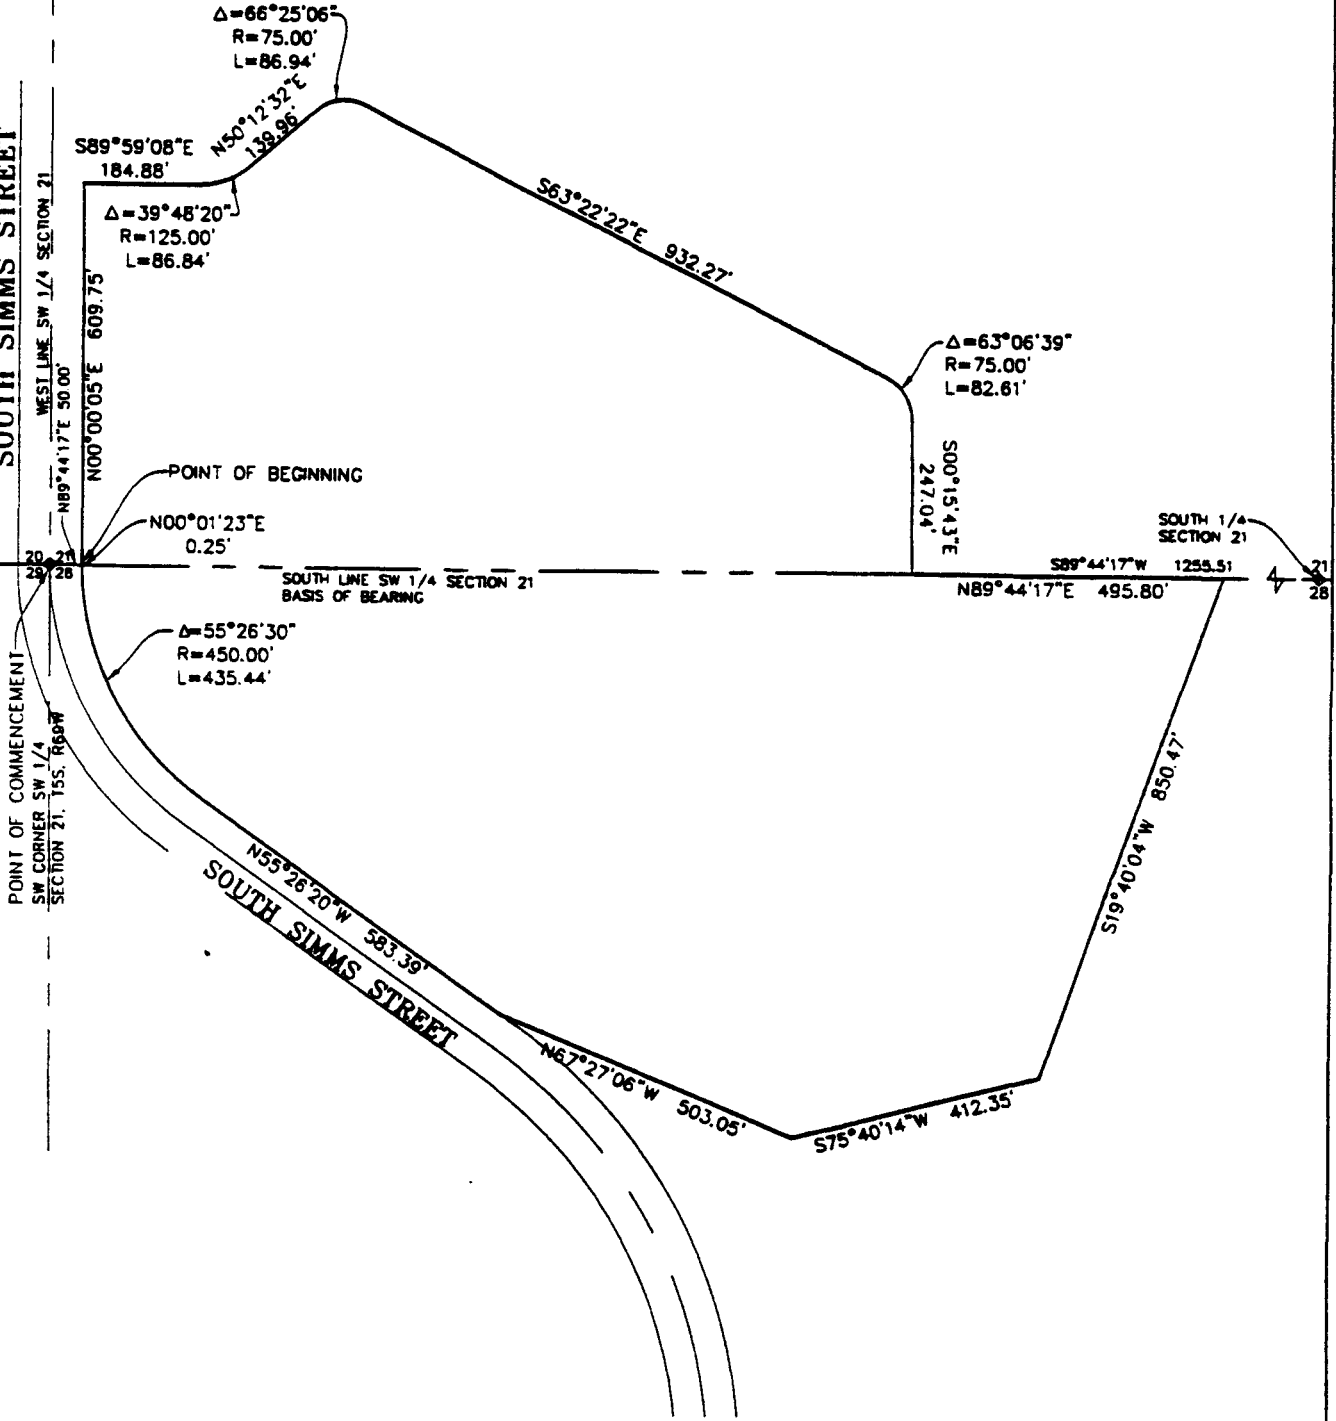 Δ=66°25'06"
R=75.00'
L=86.94'
N50°12'32"E
139.96'
S89°59'08"E
184.88'
Δ=39°48'20"
R=125.00'
L=86.84'
SOUTH SIMMS STREET
WEST LINE SW 1/4 SECTION 21
N89°44'17"E 50.00'
N00°00'05"E 609.75'
S63°22'22"E 932.27'
Δ=63°06'39"
R=75.00'
L=82.61'
POINT OF BEGINNING
N00°01'23"E
0.25'
S00°15'43"E
247.04'
SOUTH 1/4
SECTION 21
20 21
29 28
SOUTH LINE SW 1/4 SECTION 21
BASIS OF BEARING
S89°44'17"W 1255.51
N89°44'17"E 495.80'
21
28
Δ=55°26'30"
R=450.00'
L=435.44'
POINT OF COMMENCEMENT
SW CORNER SW 1/4
SECTION 21, T5S, R69W
S19°40'04"W 850.47'
N55°26'20"W 583.39'
SOUTH SIMMS STREET
N67°27'06"W 503.05'
S75°40'14"W 412.35'